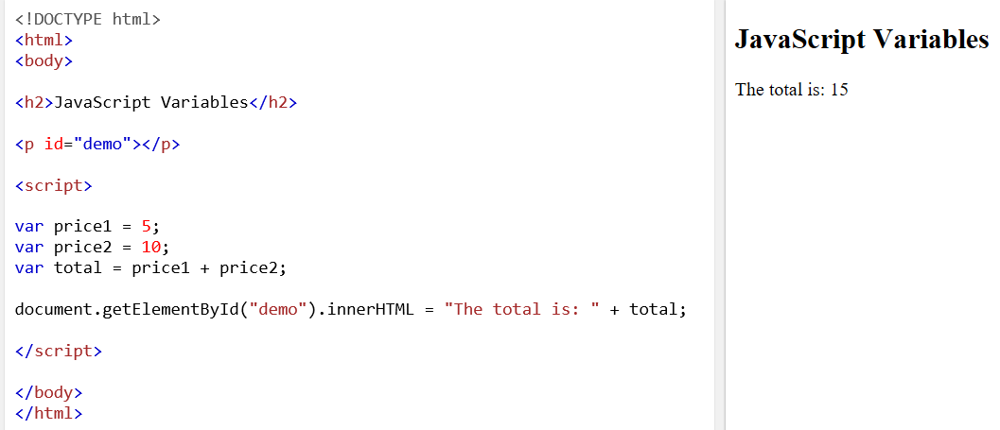 <!DOCTYPE html>
<html>
<body>
<h2>JavaScript Variables</h2>
<p id="demo"></p>
<script>
var price1 = 5;
var price2 = 10;
var total = price1 + price2;
document.getElementById("demo").innerHTML = "The total is: " + total;
</script>
</body>
</html>
JavaScript Variables
The total is: 15